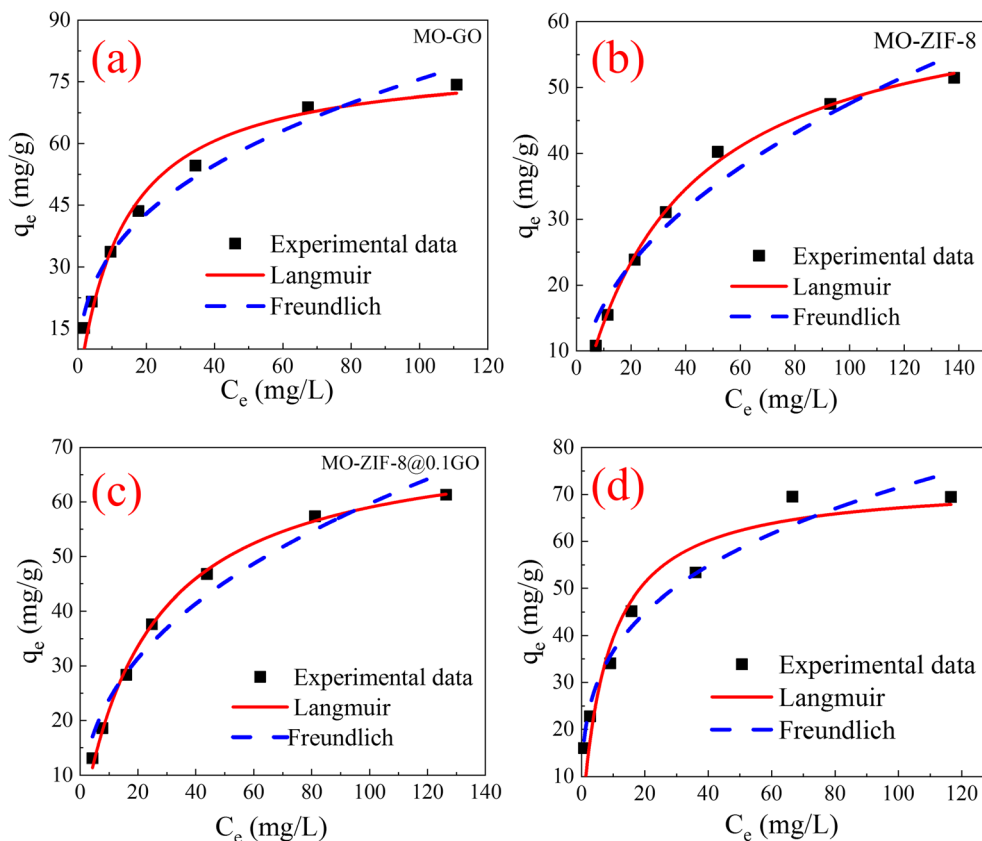 (a)
MO-GO
90
75
60
45
30
15
qₑ (mg/g)
Experimental data
Langmuir
Freundlich
0 20 40 60 80 100 120
Cₑ (mg/L)
(b)
MO-ZIF-8
60
50
40
30
20
10
qₑ (mg/g)
Experimental data
Langmuir
Freundlich
0 20 40 60 80 100 120 140
Cₑ (mg/L)
(c)
MO-ZIF-8@0.1GO
70
60
50
40
30
20
10
qₑ (mg/g)
Experimental data
Langmuir
Freundlich
0 20 40 60 80 100 120 140
Cₑ (mg/L)
(d)
80
70
60
50
40
30
20
10
qₑ (mg/g)
Experimental data
Langmuir
Freundlich
0 20 40 60 80 100 120
Cₑ (mg/L)